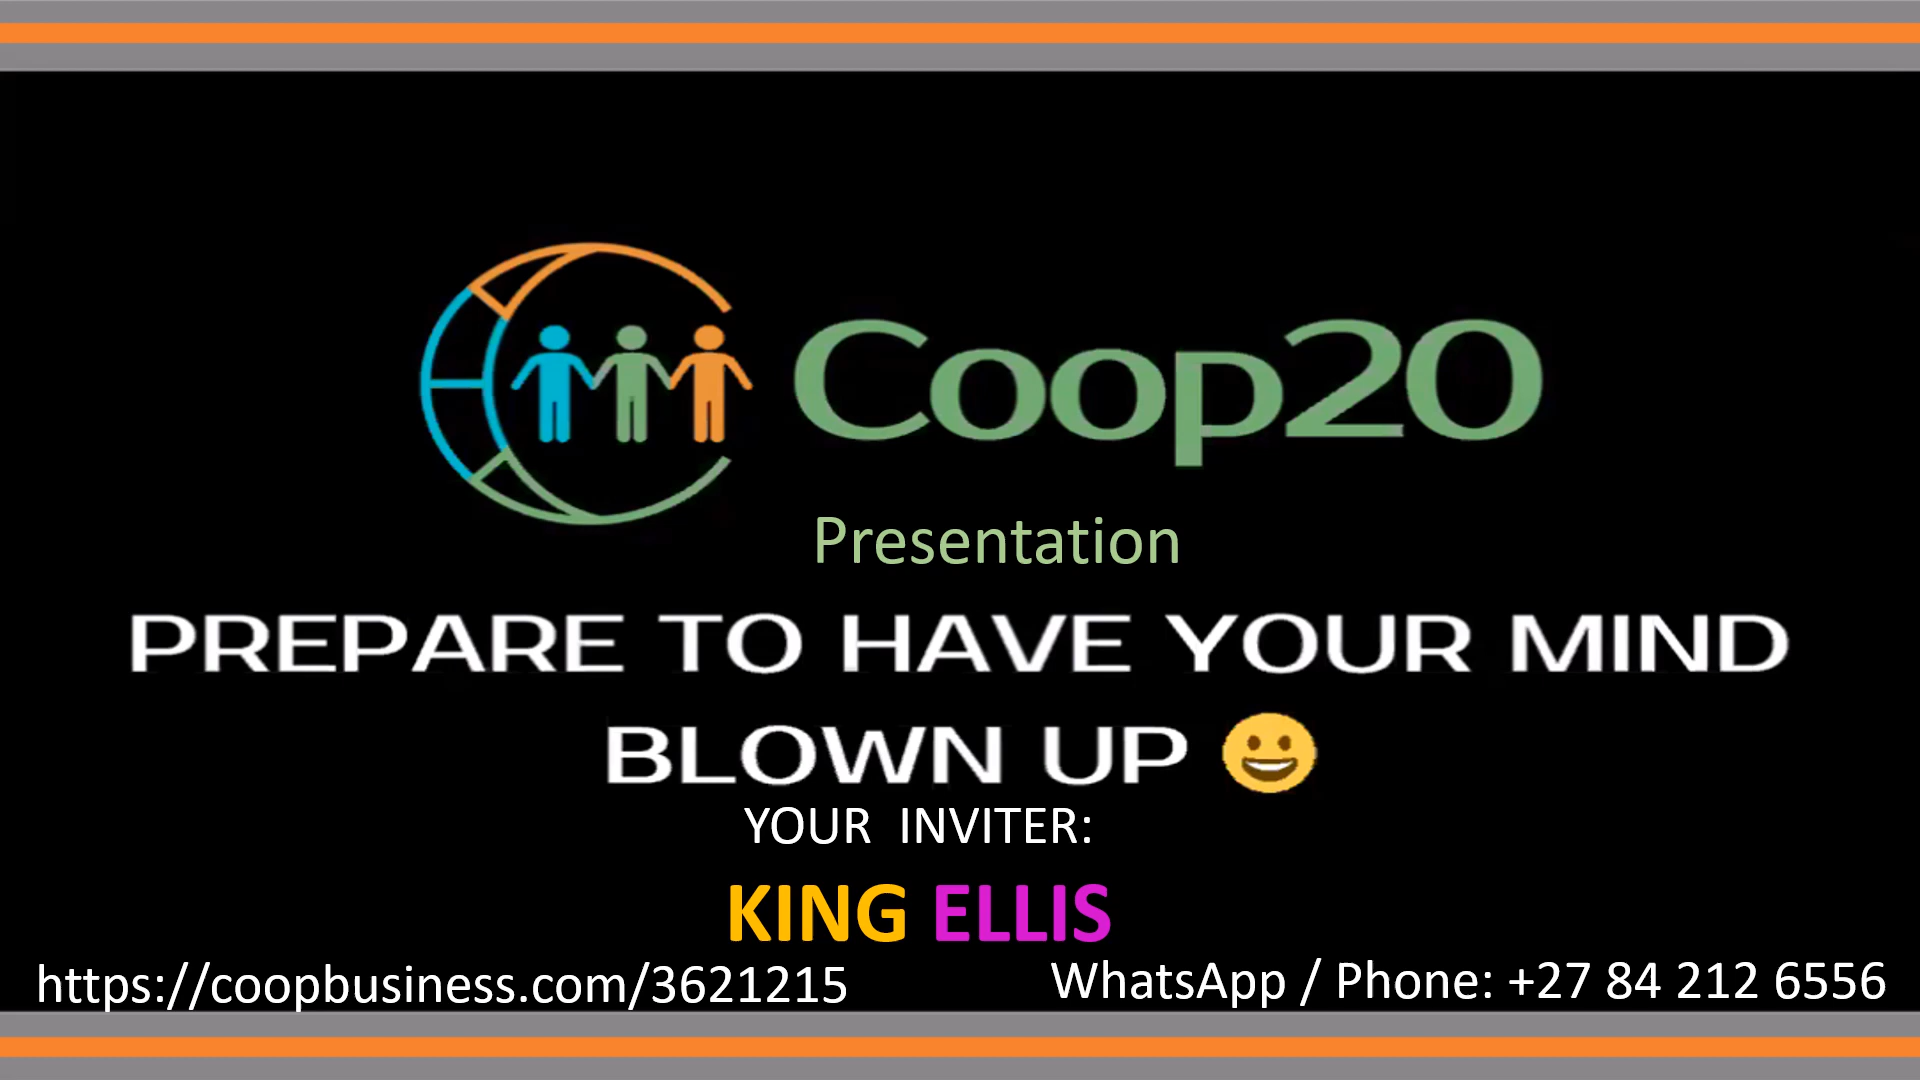 Coop20
Presentation
PREPARE TO HAVE YOUR MIND
BLOWN UP 😀
YOUR INVITER:
KING ELLIS
https://coopbusiness.com/3621215
WhatsApp / Phone: +27 84 212 6556